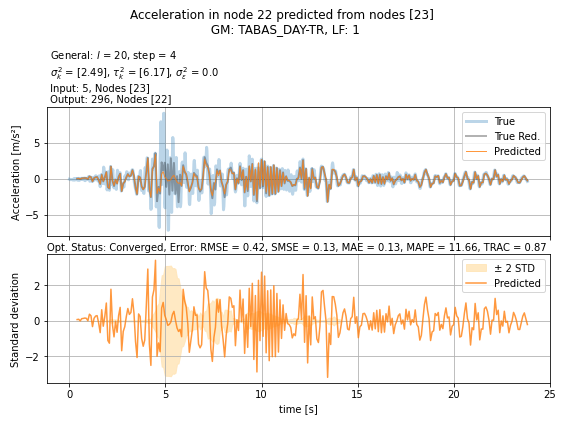 Acceleration in node 22 predicted from nodes [23]
GM: TABAS_DAY-TR, LF: 1
General: l = 20, step = 4
σ²ₖ = [2.49], τ²ₖ = [6.17], σ²ε = 0.0
Input: 5, Nodes [23]
Output: 296, Nodes [22]
Acceleration [m/s²]
5
0
−5
True
True Red.
Predicted
Opt. Status: Converged, Error: RMSE = 0.42, SMSE = 0.13, MAE = 0.13, MAPE = 11.66, TRAC = 0.87
Standard deviation
2
0
−2
± 2 STD
Predicted
0 5 10 15 20 25
time [s]